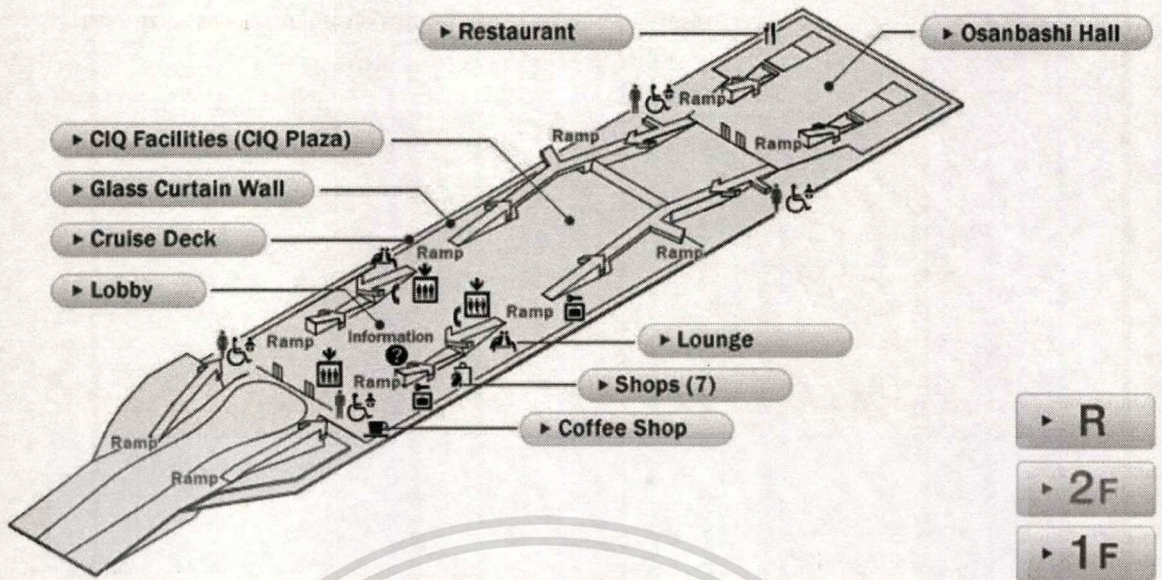 ▸ Restaurant
▸ Osanbashi Hall
Ramp
Ramp
Ramp
▸ CIQ Facilities (CIQ Plaza)
▸ Glass Curtain Wall
▸ Cruise Deck
Ramp
Ramp
▸ Lobby
Ramp
Information
Ramp
?
▸ Lounge
Ramp
▸ Shops (7)
▸ Coffee Shop
Ramp
Ramp
▸ R
▸ 2F
▸ 1F